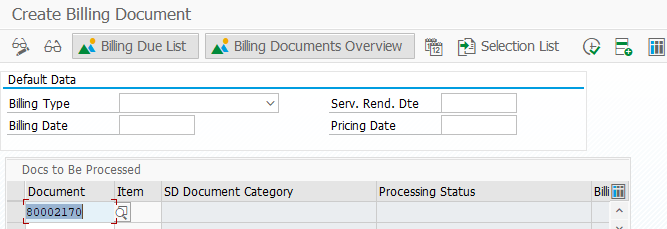 Create Billing Document
Billing Due List Billing Documents Overview Selection List
Default Data
Billing Type Serv. Rend. Dte
Billing Date Pricing Date
Docs to Be Processed
Document Item SD Document Category Processing Status Billi
80002170